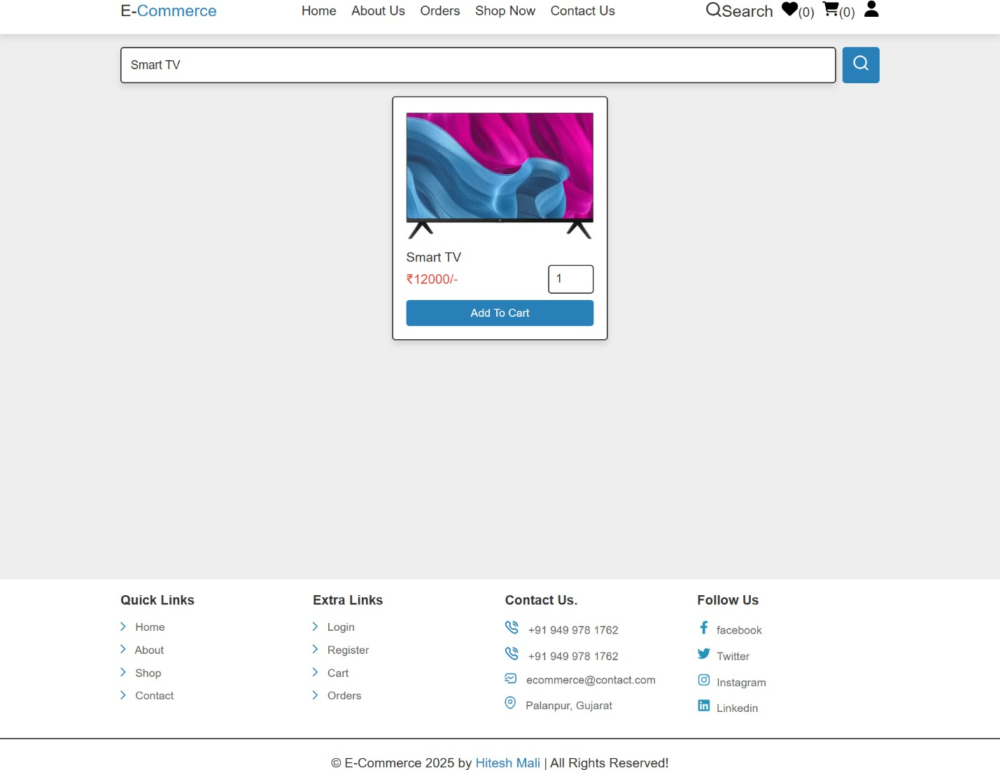 E-Commerce
Home About Us Orders Shop Now Contact Us
Search (0) (0)
Smart TV
Smart TV
₹12000/-
1
Add To Cart
Quick Links
Home
About
Shop
Contact
Extra Links
Login
Register
Cart
Orders
Contact Us.
+91 949 978 1762
+91 949 978 1762
ecommerce@contact.com
Palanpur, Gujarat
Follow Us
facebook
Twitter
Instagram
Linkedin
© E-Commerce 2025 by Hitesh Mali | All Rights Reserved!